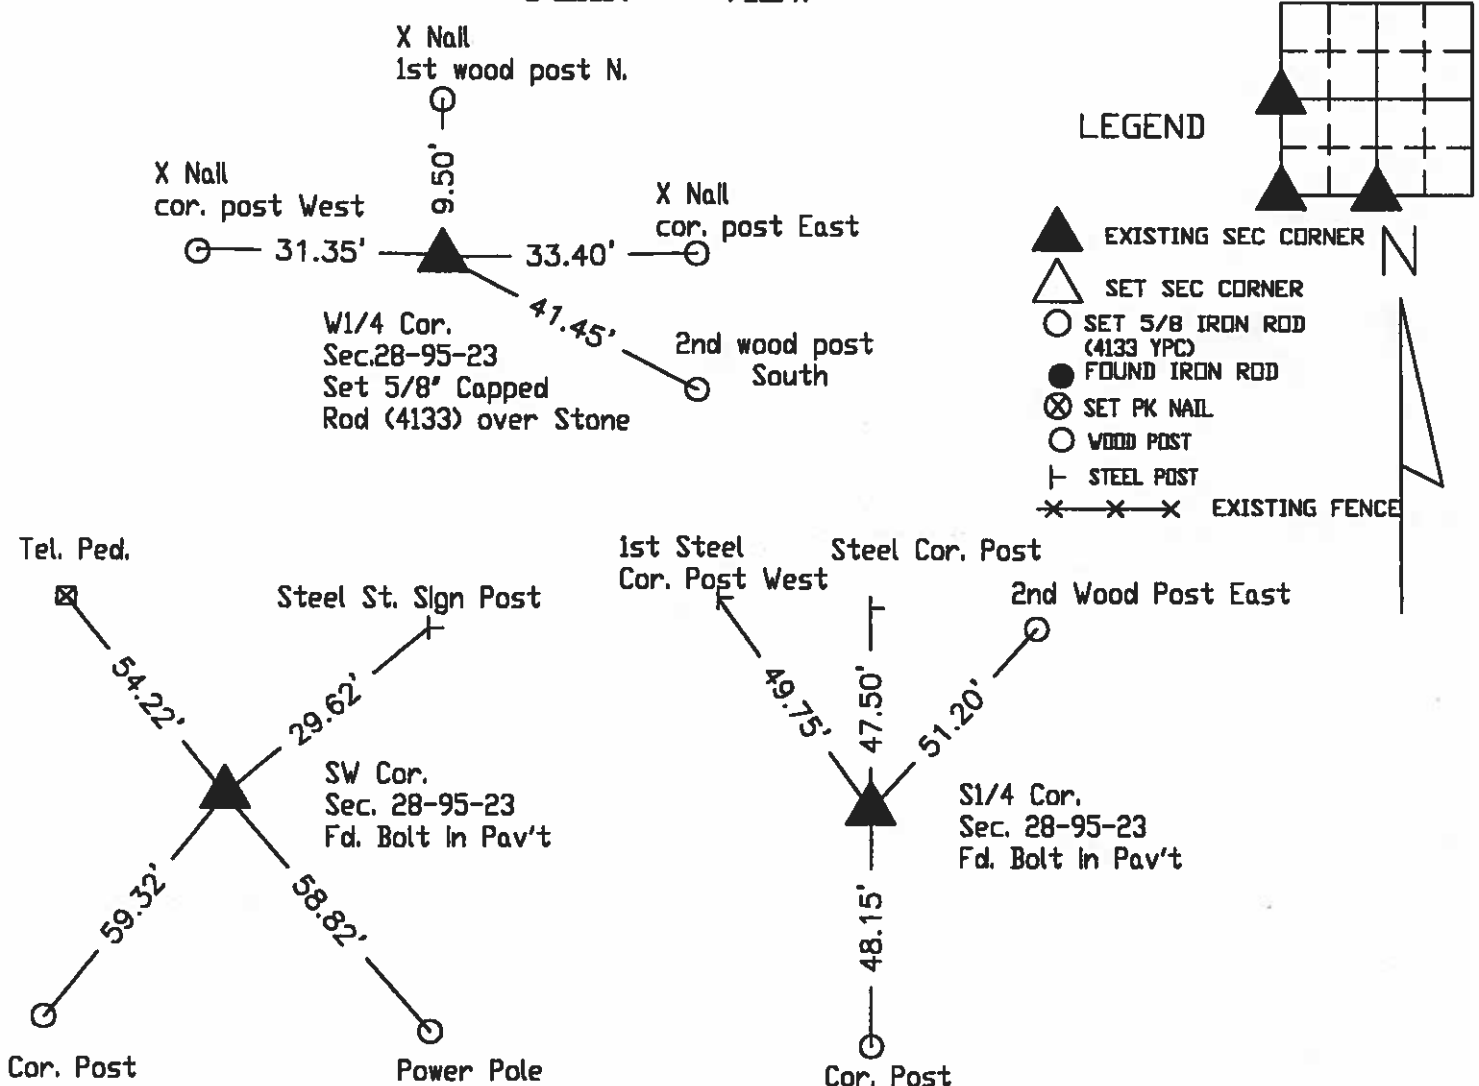 X Nail
1st wood post N.
9.50'
X Nail
cor. post West
31.35'
X Nail
cor. post East
33.40'
41.45'
2nd wood post
South
W1/4 Cor.
Sec.28-95-23
Set 5/8" Capped
Rod (4133) over Stone
LEGEND
EXISTING SEC CORNER
N
SET SEC CORNER
SET 5/8 IRON ROD
(4133 YPC)
FOUND IRON ROD
SET PK NAIL
WOOD POST
STEEL POST
EXISTING FENCE
Tel. Ped.
Steel St. Sign Post
54.22'
29.62'
SW Cor.
Sec. 28-95-23
Fd. Bolt in Pav't
59.32'
58.82'
Cor. Post
Power Pole
1st Steel
Cor. Post West
Steel Cor. Post
2nd Wood Post East
49.75'
47.50'
51.20'
S1/4 Cor.
Sec. 28-95-23
Fd. Bolt in Pav't
48.15'
Cor. Post